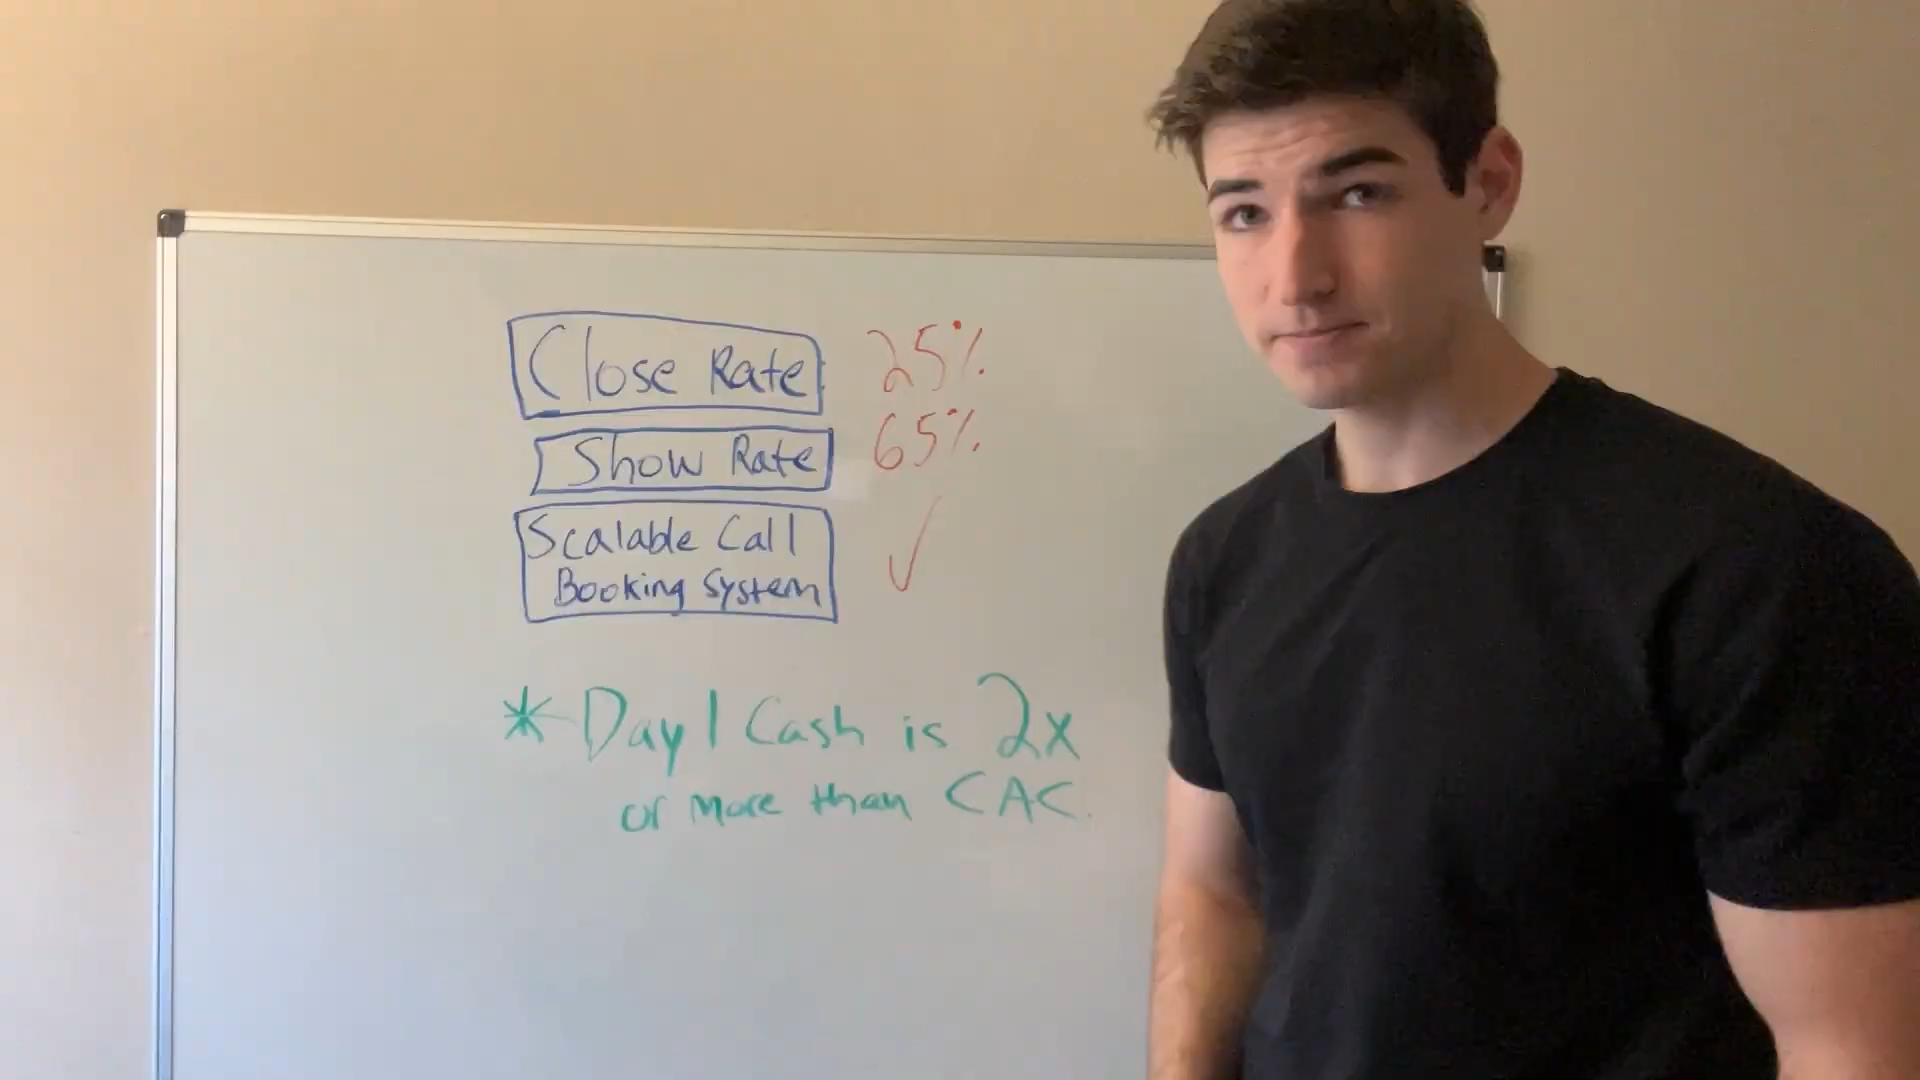 Close Rate 25%
Show Rate 65%
Scalable Call
Booking System ✓
* Day 1 Cash is 2x
or more than CAC.